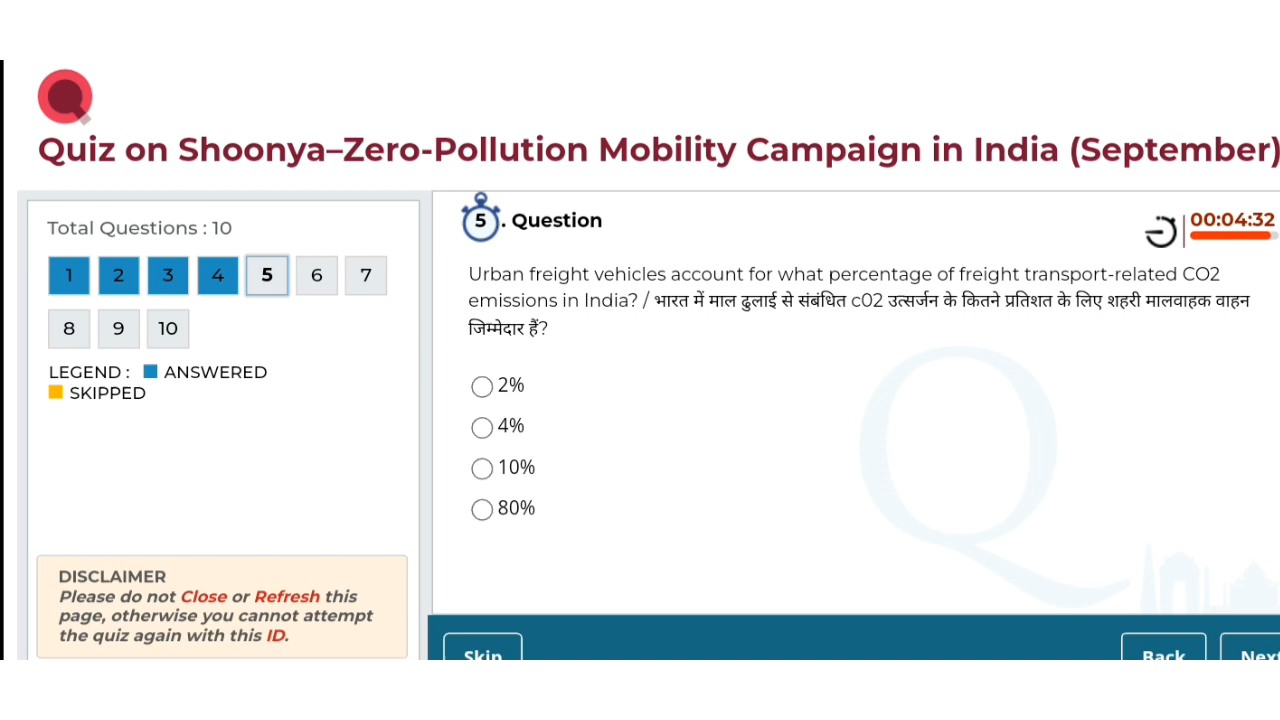 Quiz on Shoonya–Zero-Pollution Mobility Campaign in India (September)
Total Questions : 10
1 2 3 4 5 6 7
8 9 10
LEGEND : ANSWERED
SKIPPED
DISCLAIMER
Please do not Close or Refresh this
page, otherwise you cannot attempt
the quiz again with this ID.
5 . Question
00:04:32
Urban freight vehicles account for what percentage of freight transport-related CO2
emissions in India? / भारत में माल ढुलाई से संबंधित c02 उत्सर्जन के कितने प्रतिशत के लिए शहरी मालवाहक वाहन
जिम्मेदार हैं?
2%
4%
10%
80%
Skip
Back
Next